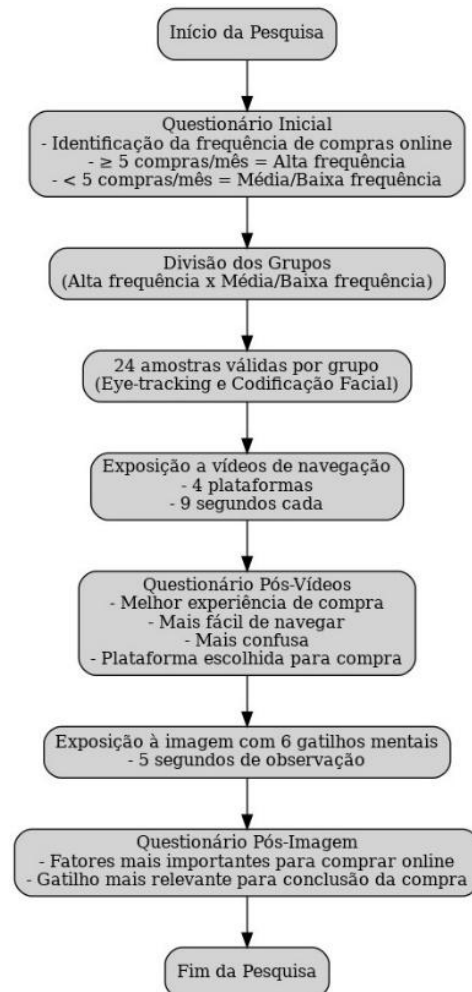 Início da Pesquisa
Questionário Inicial
- Identificação da frequência de compras online
- ≥ 5 compras/mês = Alta frequência
- < 5 compras/mês = Média/Baixa frequência
Divisão dos Grupos
(Alta frequência x Média/Baixa frequência)
24 amostras válidas por grupo
(Eye-tracking e Codificação Facial)
Exposição a vídeos de navegação
- 4 plataformas
- 9 segundos cada
Questionário Pós-Vídeos
- Melhor experiência de compra
- Mais fácil de navegar
- Mais confusa
- Plataforma escolhida para compra
Exposição à imagem com 6 gatilhos mentais
- 5 segundos de observação
Questionário Pós-Imagem
- Fatores mais importantes para comprar online
- Gatilho mais relevante para conclusão da compra
Fim da Pesquisa